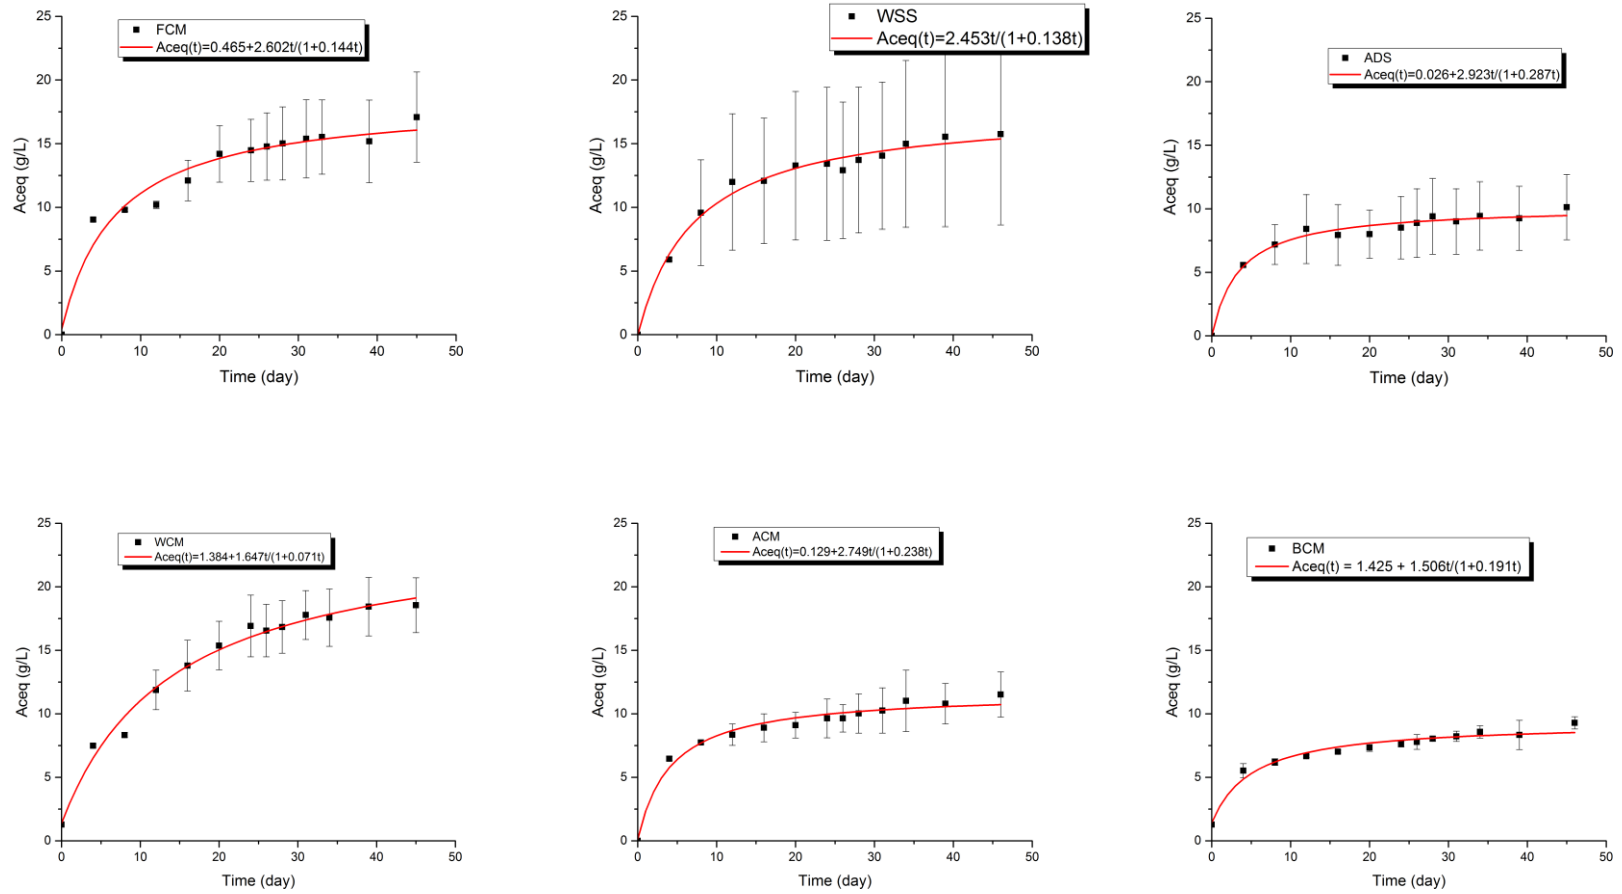 FCM
Aceq(t)=0.465+2.602t/(1+0.144t)
25
20
15
10
5
0
Aceq (g/L)
0 10 20 30 40 50
Time (day)
WSS
Aceq(t)=2.453t/(1+0.138t)
25
20
15
10
5
0
Aceq (g/L)
0 10 20 30 40 50
Time (day)
ADS
Aceq(t)=0.026+2.923t/(1+0.287t)
25
20
15
10
5
0
Aceq (g/L)
0 10 20 30 40 50
Time (day)
WCM
Aceq(t)=1.384+1.647t/(1+0.071t)
25
20
15
10
5
0
Aceq (g/L)
0 10 20 30 40 50
Time (day)
ACM
Aceq(t)=0.129+2.749t/(1+0.238t)
25
20
15
10
5
0
Aceq (g/L)
0 10 20 30 40 50
Time (day)
BCM
Aceq(t) = 1.425 + 1.506t/(1+0.191t)
25
20
15
10
5
0
Aceq (g/L)
0 10 20 30 40 50
Time (day)